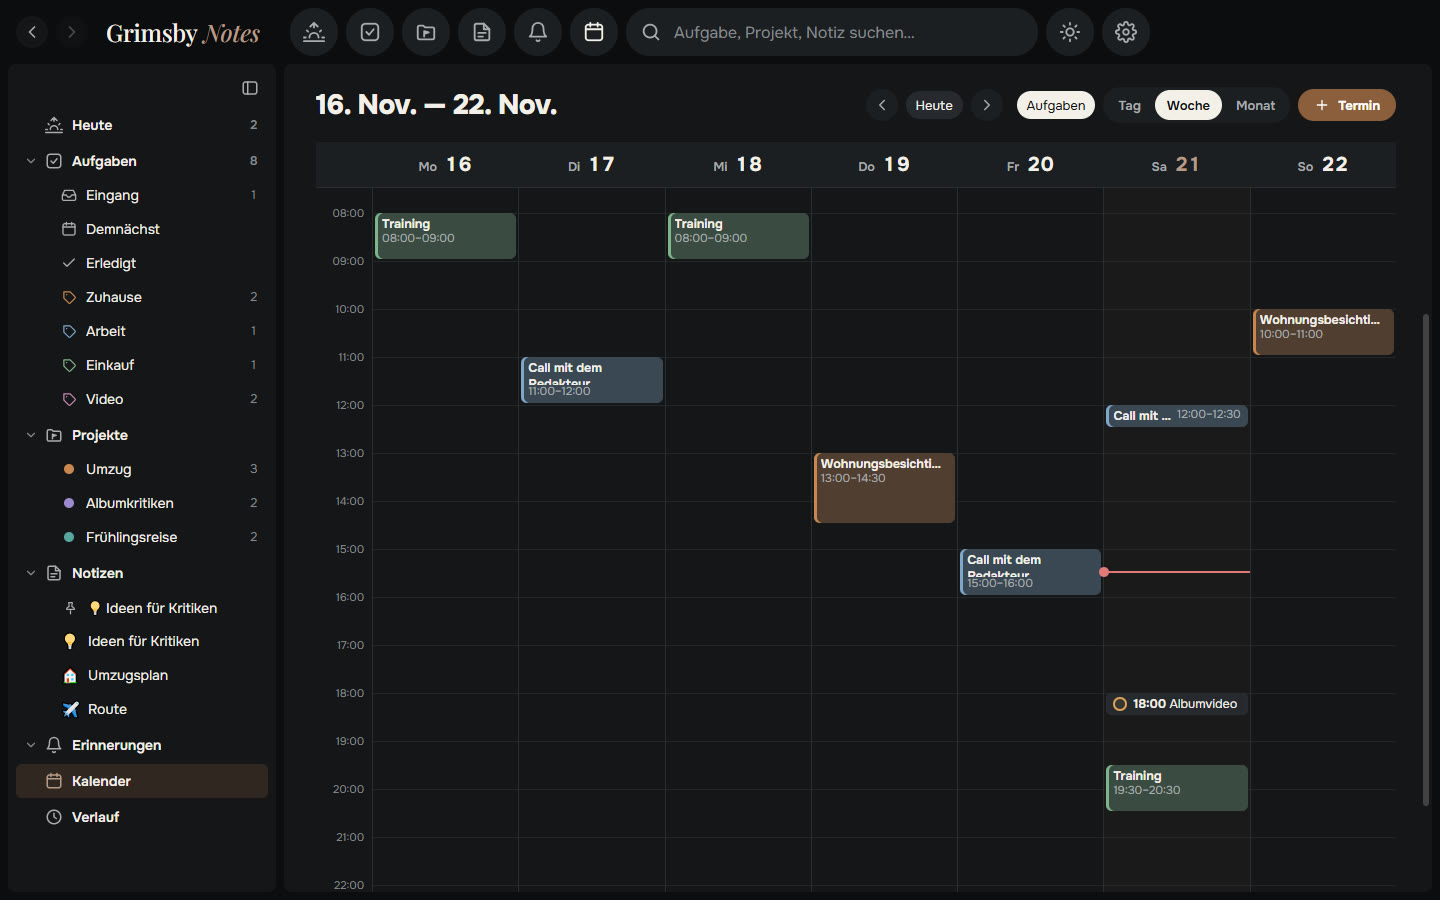 Grimsby Notes
Aufgabe, Projekt, Notiz suchen...
Heute 2
Aufgaben 8
Eingang 1
Demnächst
Erledigt
Zuhause 2
Arbeit 1
Einkauf 1
Video 2
Projekte
Umzug 3
Albumkritiken 2
Frühlingsreise 2
Notizen
Ideen für Kritiken
Ideen für Kritiken
Umzugsplan
Route
Erinnerungen
Kalender
Verlauf
16. Nov. — 22. Nov.
Heute
Aufgaben
Tag
Woche
Monat
+ Termin
Mo 16
Di 17
Mi 18
Do 19
Fr 20
Sa 21
So 22
08:00
09:00
10:00
11:00
12:00
13:00
14:00
15:00
16:00
17:00
18:00
19:00
20:00
21:00
22:00
Training
08:00–09:00
Call mit dem
Redakteur
11:00–12:00
Training
08:00–09:00
Wohnungsbesichti...
13:00–14:30
Call mit dem
Redakteur
15:00–16:00
Call mit ... 12:00–12:30
18:00 Albumvideo
Training
19:30–20:30
Wohnungsbesichti...
10:00–11:00